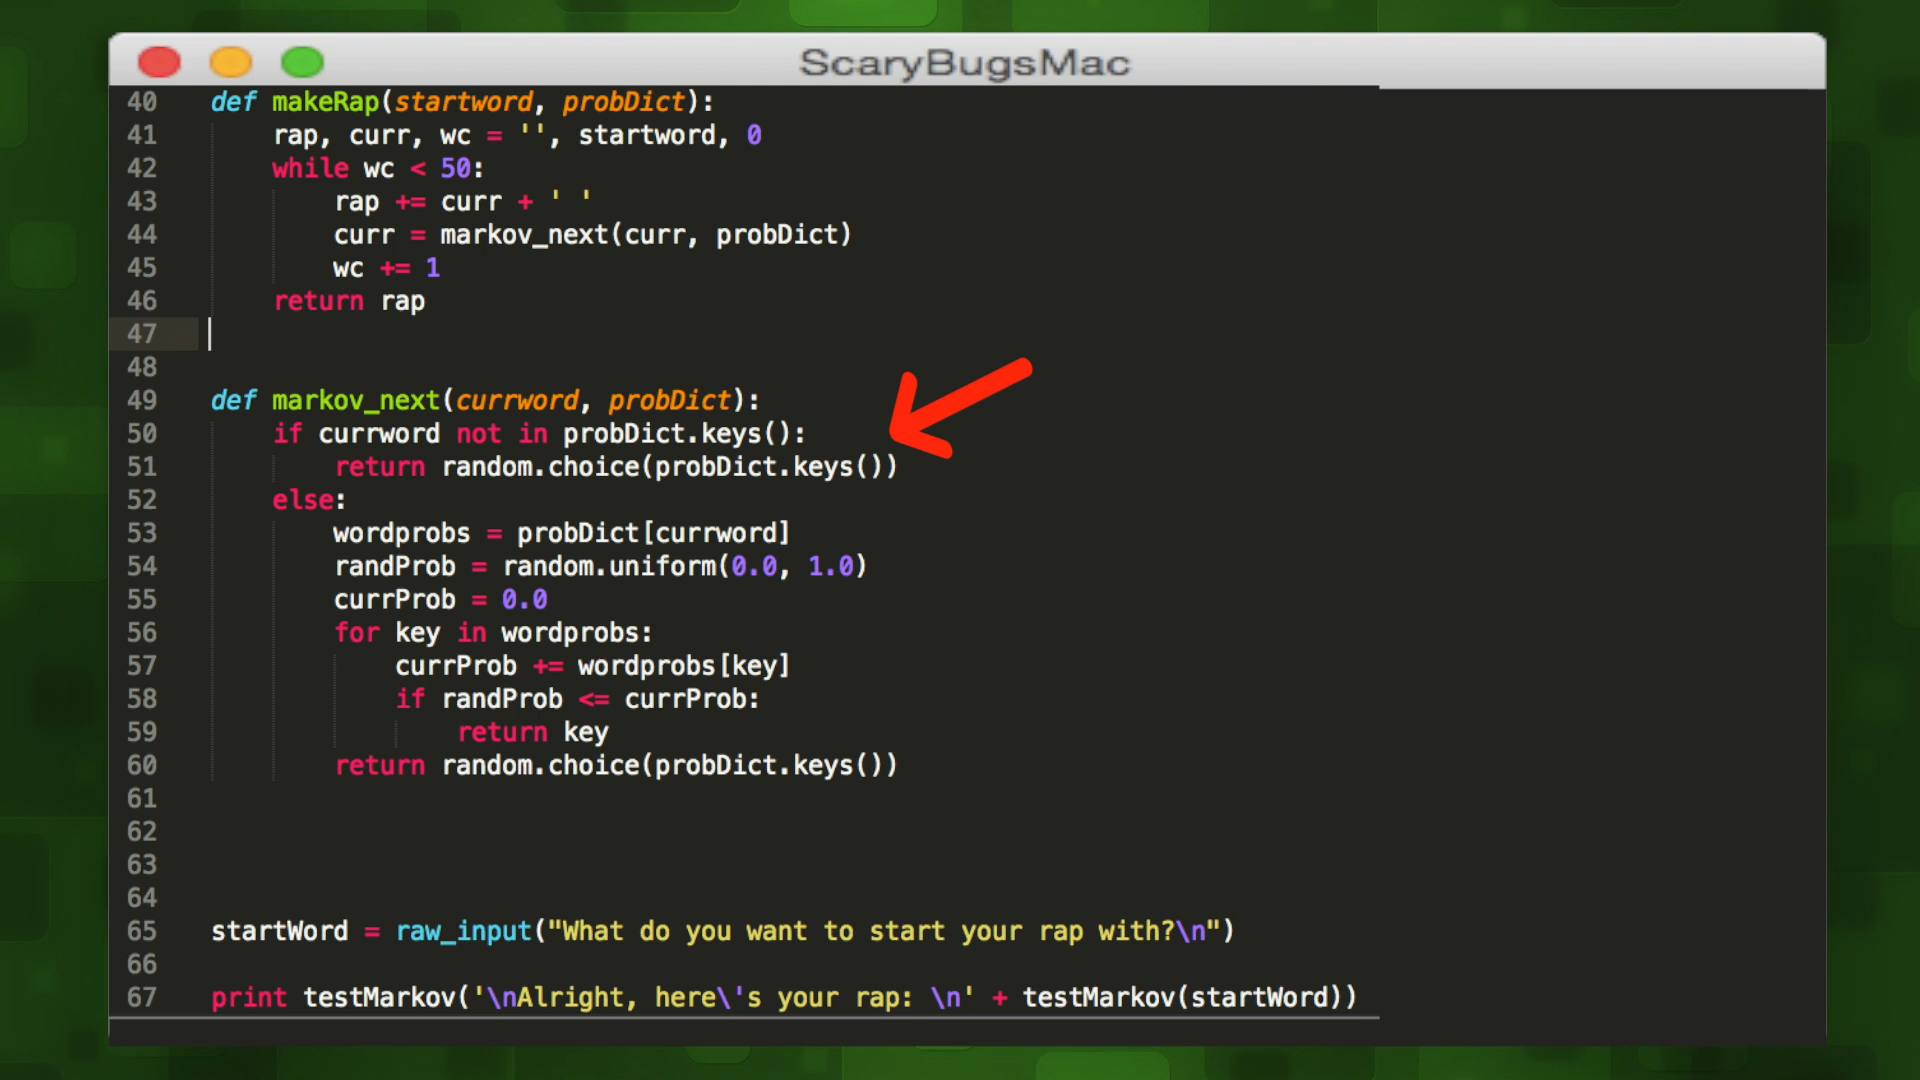 ScaryBugsMac
40 def makeRap(startword, probDict):
41     rap, curr, wc = '', startword, 0
42     while wc < 50:
43         rap += curr + ' '
44         curr = markov_next(curr, probDict)
45         wc += 1
46     return rap
47
48
49 def markov_next(currword, probDict):
50     if currword not in probDict.keys():
51         return random.choice(probDict.keys())
52     else:
53         wordprobs = probDict[currword]
54         randProb = random.uniform(0.0, 1.0)
55         currProb = 0.0
56         for key in wordprobs:
57             currProb += wordprobs[key]
58             if randProb <= currProb:
59                 return key
60         return random.choice(probDict.keys())
61
62
63
64
65 startWord = raw_input("What do you want to start your rap with?\n")
66
67 print testMarkov('\nAlright, here\'s your rap: \n' + testMarkov(startWord))